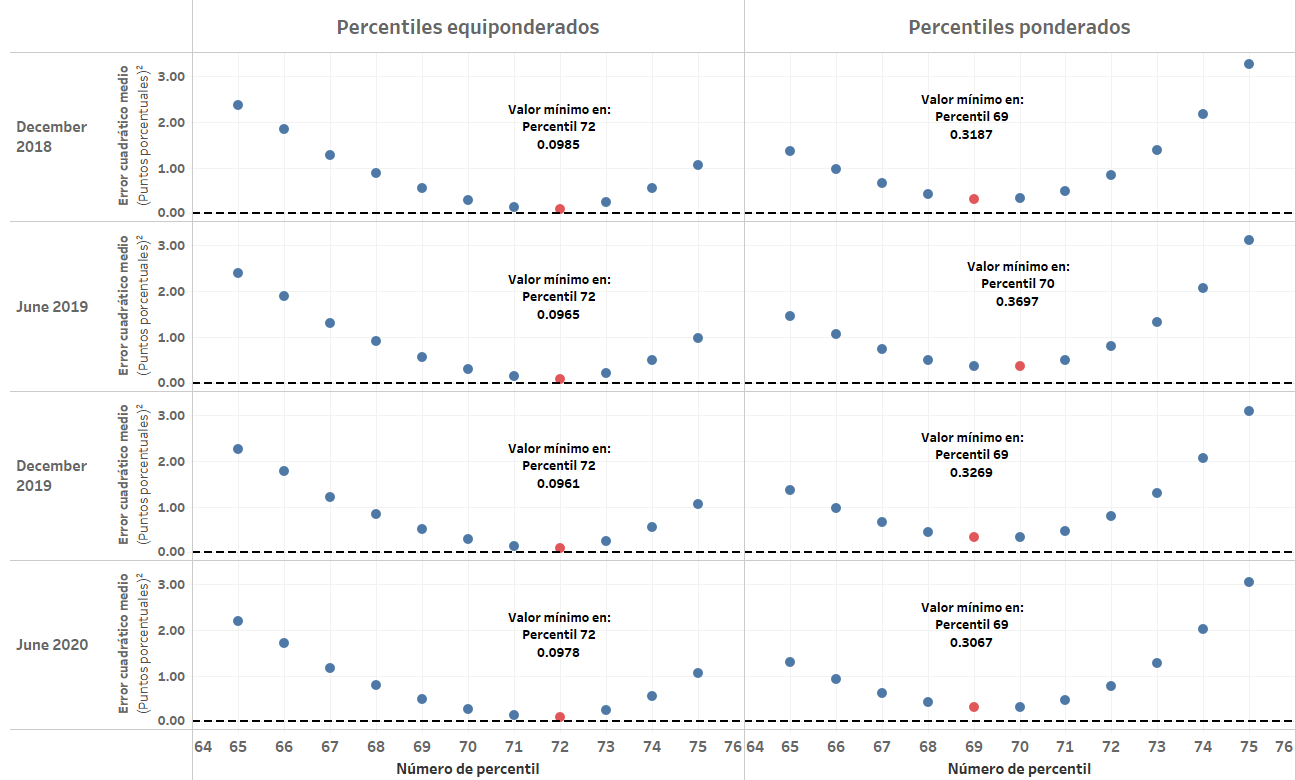 Percentiles equiponderados
Percentiles ponderados
December
2018
Error cuadrático medio
(Puntos porcentuales)²
3.00
2.00
1.00
0.00
Valor mínimo en:
Percentil 72
0.0985
Valor mínimo en:
Percentil 69
0.3187
June 2019
Error cuadrático medio
(Puntos porcentuales)²
3.00
2.00
1.00
0.00
Valor mínimo en:
Percentil 72
0.0965
Valor mínimo en:
Percentil 70
0.3697
December
2019
Error cuadrático medio
(Puntos porcentuales)²
3.00
2.00
1.00
0.00
Valor mínimo en:
Percentil 72
0.0961
Valor mínimo en:
Percentil 69
0.3269
June 2020
Error cuadrático medio
(Puntos porcentuales)²
3.00
2.00
1.00
0.00
Valor mínimo en:
Percentil 72
0.0978
Valor mínimo en:
Percentil 69
0.3067
64 65 66 67 68 69 70 71 72 73 74 75 76
64 65 66 67 68 69 70 71 72 73 74 75 76
Número de percentil
Número de percentil